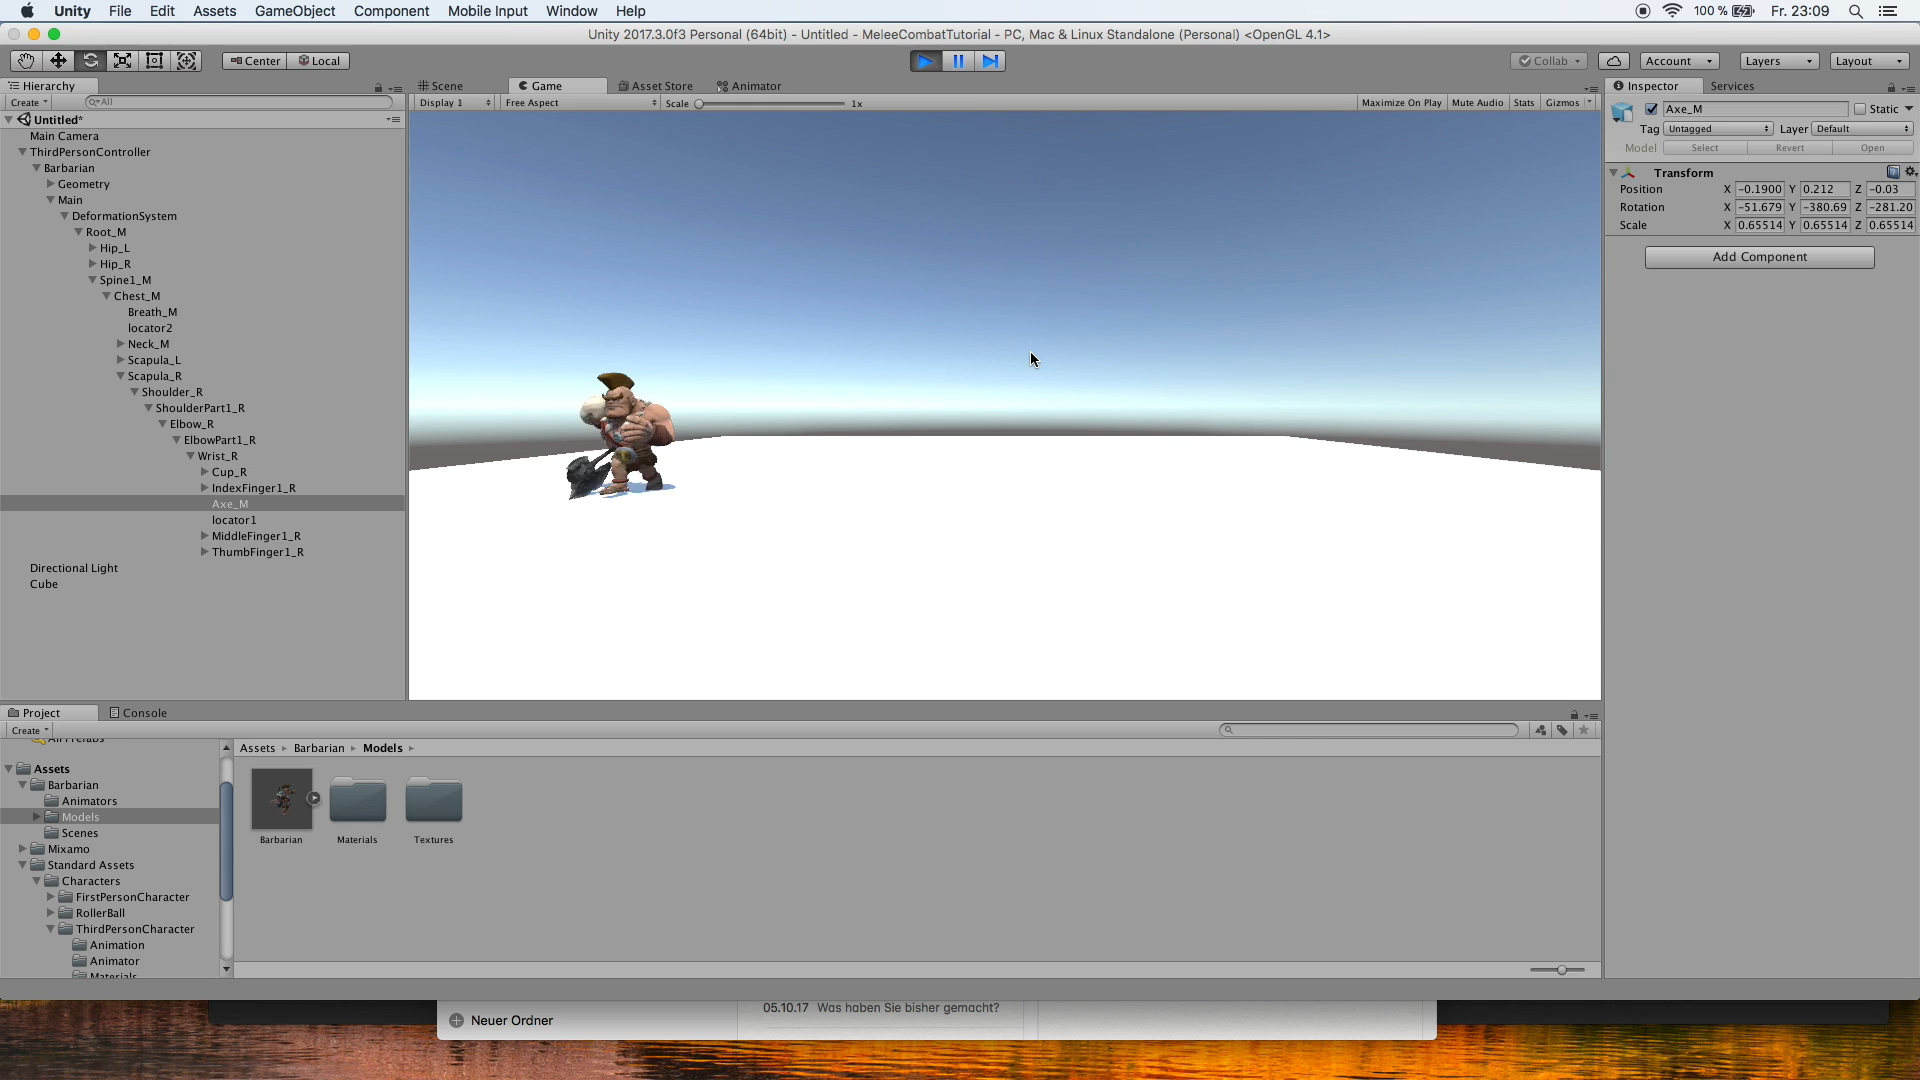 Unity File Edit Assets GameObject Component Mobile Input Window Help 100 % Fr. 23:09
Unity 2017.3.0f3 Personal (64bit) - Untitled - MeleeCombatTutorial - PC, Mac & Linux Standalone (Personal) <OpenGL 4.1>
Center Local Collab Account Layers Layout
Hierarchy Scene Game Asset Store Animator Inspector Services
Create All Display 1 Free Aspect Scale 1x Maximize On Play Mute Audio Stats Gizmos
Axe_M Static
Tag Untagged Layer Default
Model Select Revert Open
Transform
Position X -0.1900 Y 0.212 Z -0.03
Rotation X -51.679 Y -380.69 Z -281.20
Scale X 0.65514 Y 0.65514 Z 0.65514
Add Component
Untitled*
Main Camera
ThirdPersonController
Barbarian
Geometry
Main
DeformationSystem
Root_M
Hip_L
Hip_R
Spine1_M
Chest_M
Breath_M
locator2
Neck_M
Scapula_L
Scapula_R
Shoulder_R
ShoulderPart1_R
Elbow_R
ElbowPart1_R
Wrist_R
Cup_R
IndexFinger1_R
Axe_M
locator1
MiddleFinger1_R
ThumbFinger1_R
Directional Light
Cube
Project Console
Create
All Prefabs
Assets
Barbarian
Animators
Models
Scenes
Mixamo
Standard Assets
Characters
FirstPersonCharacter
RollerBall
ThirdPersonCharacter
Animation
Animator
Materials
Assets Barbarian Models
Barbarian Materials Textures
05.10.17 Was haben Sie bisher gemacht?
Neuer Ordner